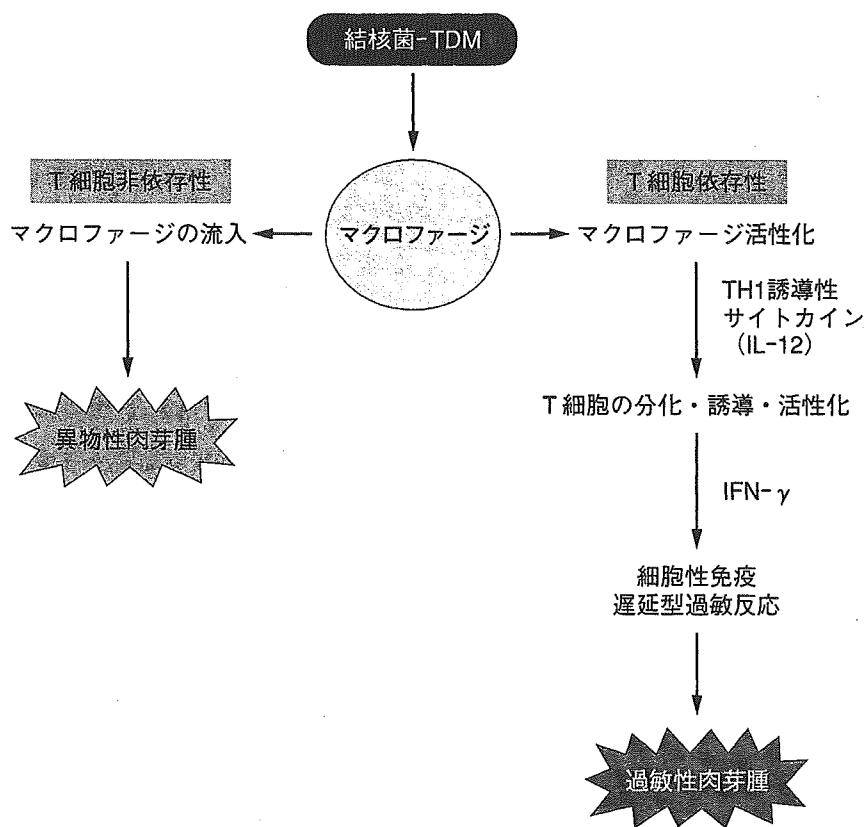 結核菌-TDM
T細胞非依存性
T細胞依存性
マクロファージの流入
マクロファージ
マクロファージ活性化
TH1誘導性
サイトカイン
(IL-12)
異物性肉芽腫
T細胞の分化・誘導・活性化
IFN-γ
細胞性免疫
遅延型過敏反応
過敏性肉芽腫